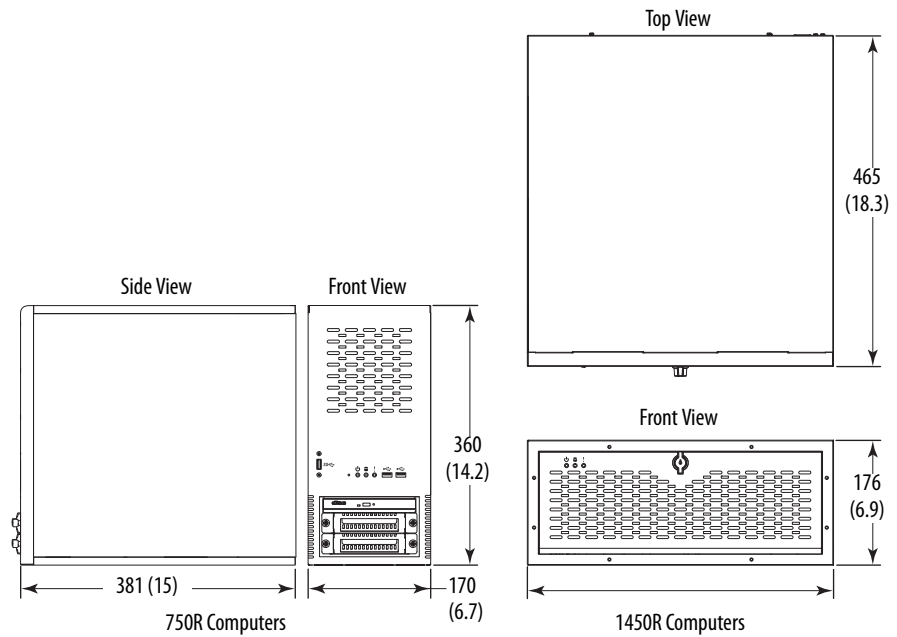 Top View
465
(18.3)
Side View
Front View
360
(14.2)
381 (15)
170
(6.7)
750R Computers
Front View
176
(6.9)
1450R Computers